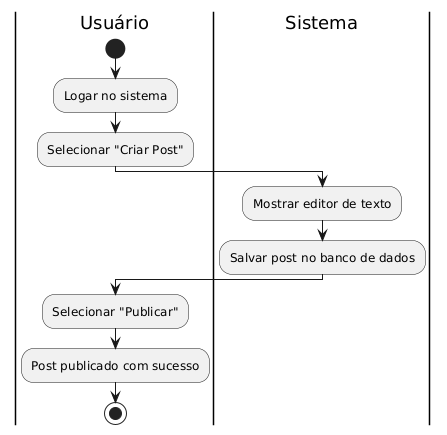 Usuário
Sistema
Logar no sistema
Selecionar "Criar Post"
Mostrar editor de texto
Salvar post no banco de dados
Selecionar "Publicar"
Post publicado com sucesso